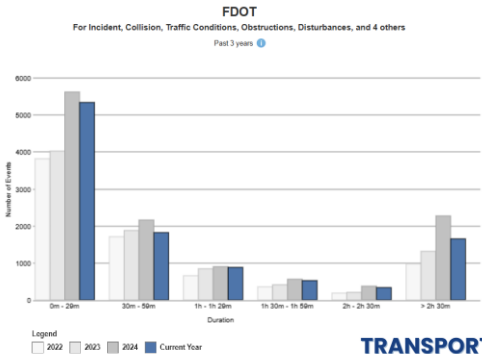 FDOT
For Incident, Collision, Traffic Conditions, Obstructions, Disturbances, and 4 others
Past 3 years
6000
5000
4000
3000
2000
1000
0
Number of Events
0m - 29m
30m - 59m
1h - 1h 29m
1h 30m - 1h 59m
2h - 2h 30m
> 2h 30m
Duration
Legend
2022
2023
2024
Current Year
TRANSPORT